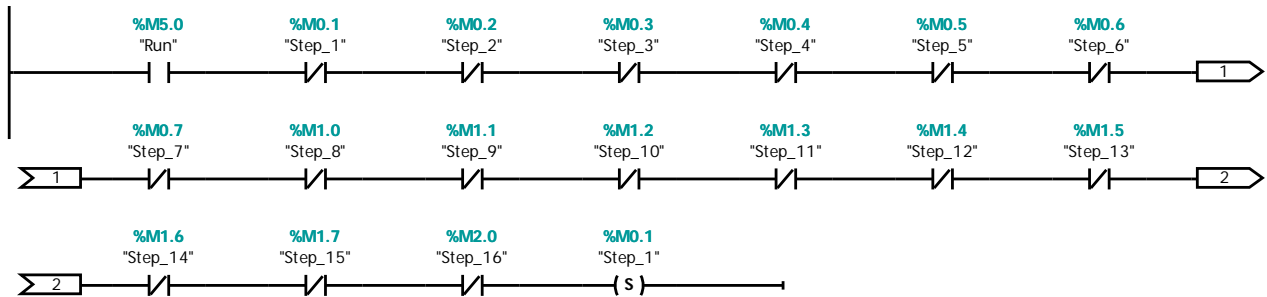 %M5.0 %M0.1 %M0.2 %M0.3 %M0.4 %M0.5 %M0.6
"Run" "Step_1" "Step_2" "Step_3" "Step_4" "Step_5" "Step_6"
1
%M0.7 %M1.0 %M1.1 %M1.2 %M1.3 %M1.4 %M1.5
"Step_7" "Step_8" "Step_9" "Step_10" "Step_11" "Step_12" "Step_13"
1 2
%M1.6 %M1.7 %M2.0 %M0.1
"Step_14" "Step_15" "Step_16" "Step_1"
2 S